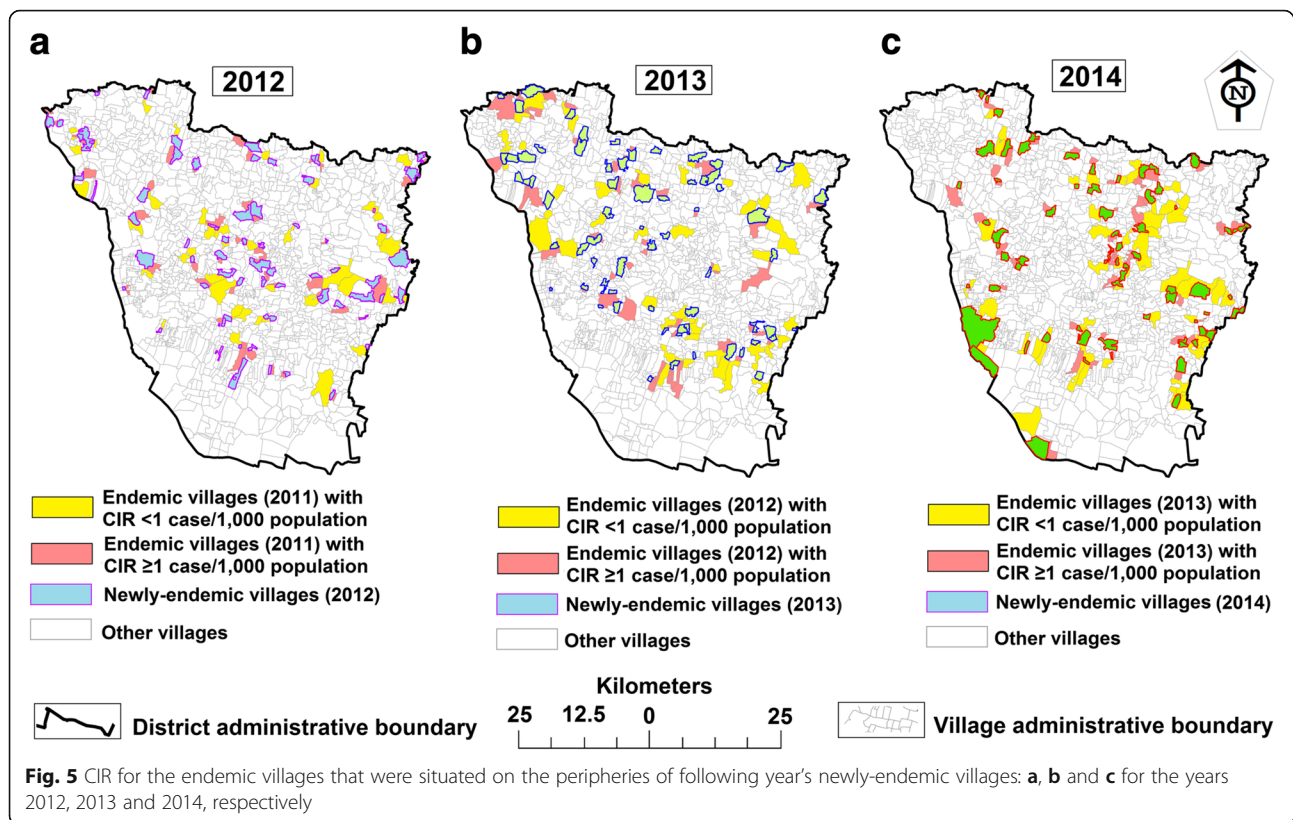 a
b
c
2012
2013
2014
N
Endemic villages (2011) with
CIR <1 case/1,000 population
Endemic villages (2011) with
CIR ≥1 case/1,000 population
Newly-endemic villages (2012)
Other villages
Endemic villages (2012) with
CIR <1 case/1,000 population
Endemic villages (2012) with
CIR ≥1 case/1,000 population
Newly-endemic villages (2013)
Other villages
Endemic villages (2013) with
CIR <1 case/1,000 population
Endemic villages (2013) with
CIR ≥1 case/1,000 population
Newly-endemic villages (2014)
Other villages
District administrative boundary
Kilometers
25 12.5 0 25
Village administrative boundary
Fig. 5 CIR for the endemic villages that were situated on the peripheries of following year's newly-endemic villages: a, b and c for the years
2012, 2013 and 2014, respectively